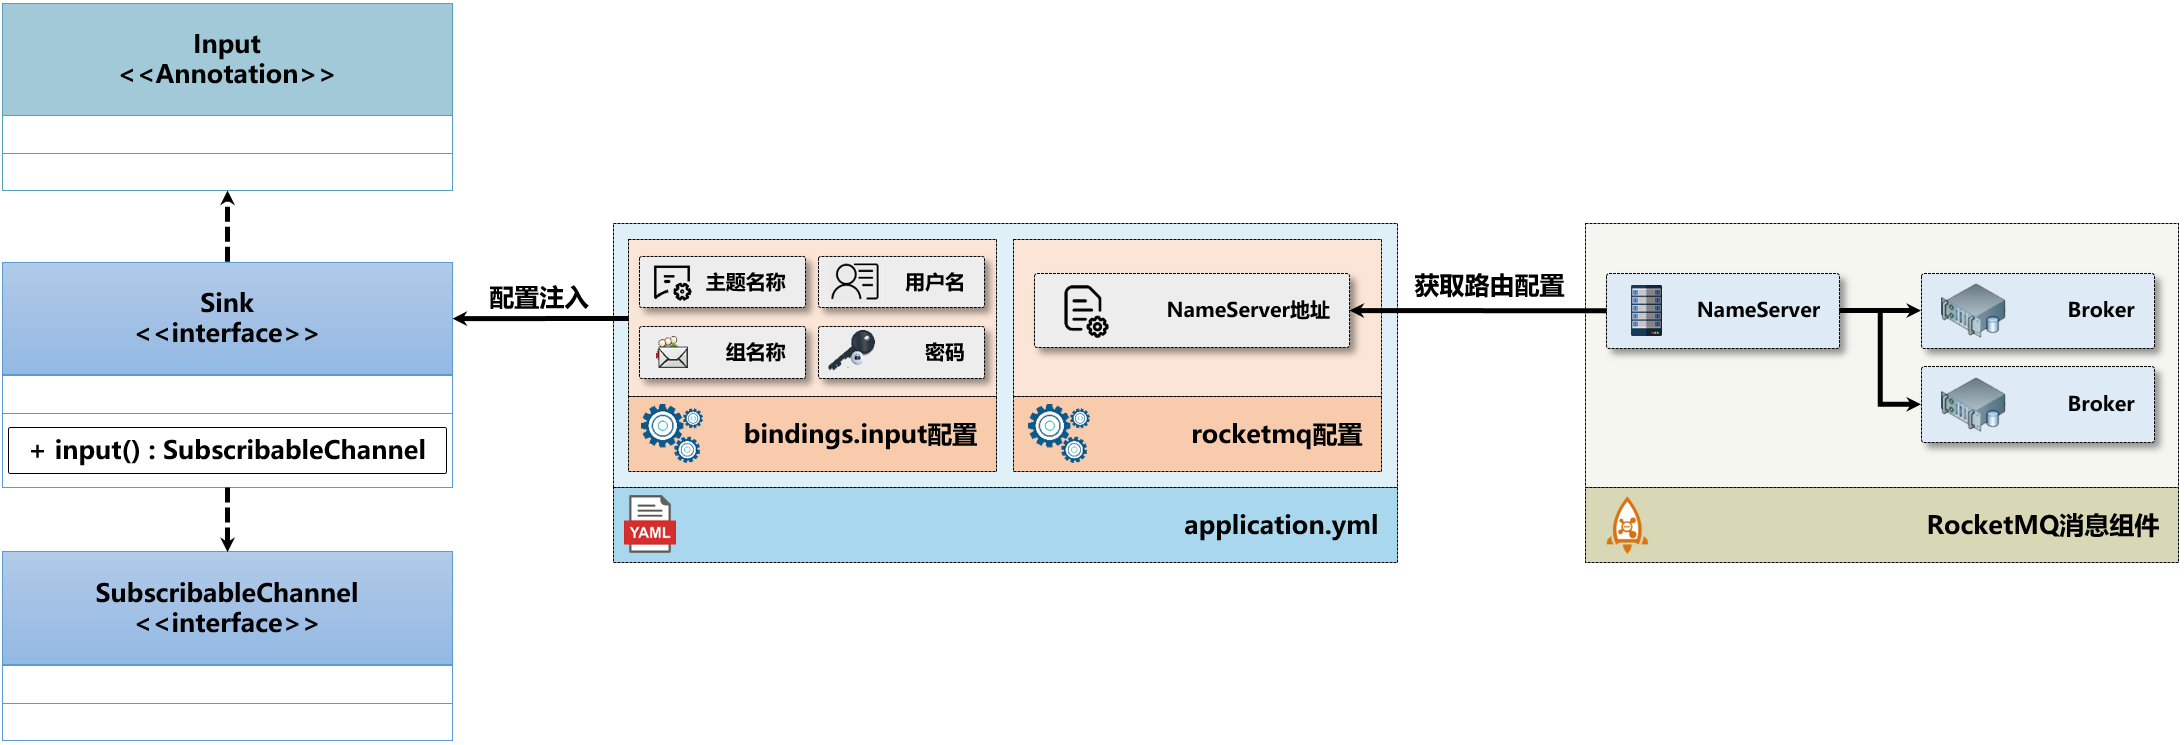 Input
<<Annotation>>
Sink
<<interface>>
+ input() : SubscribableChannel
SubscribableChannel
<<interface>>
配置注入
主题名称
用户名
组名称
密码
bindings.input配置
NameServer地址
rocketmq配置
YAML
application.yml
获取路由配置
NameServer
Broker
Broker
RocketMQ消息组件